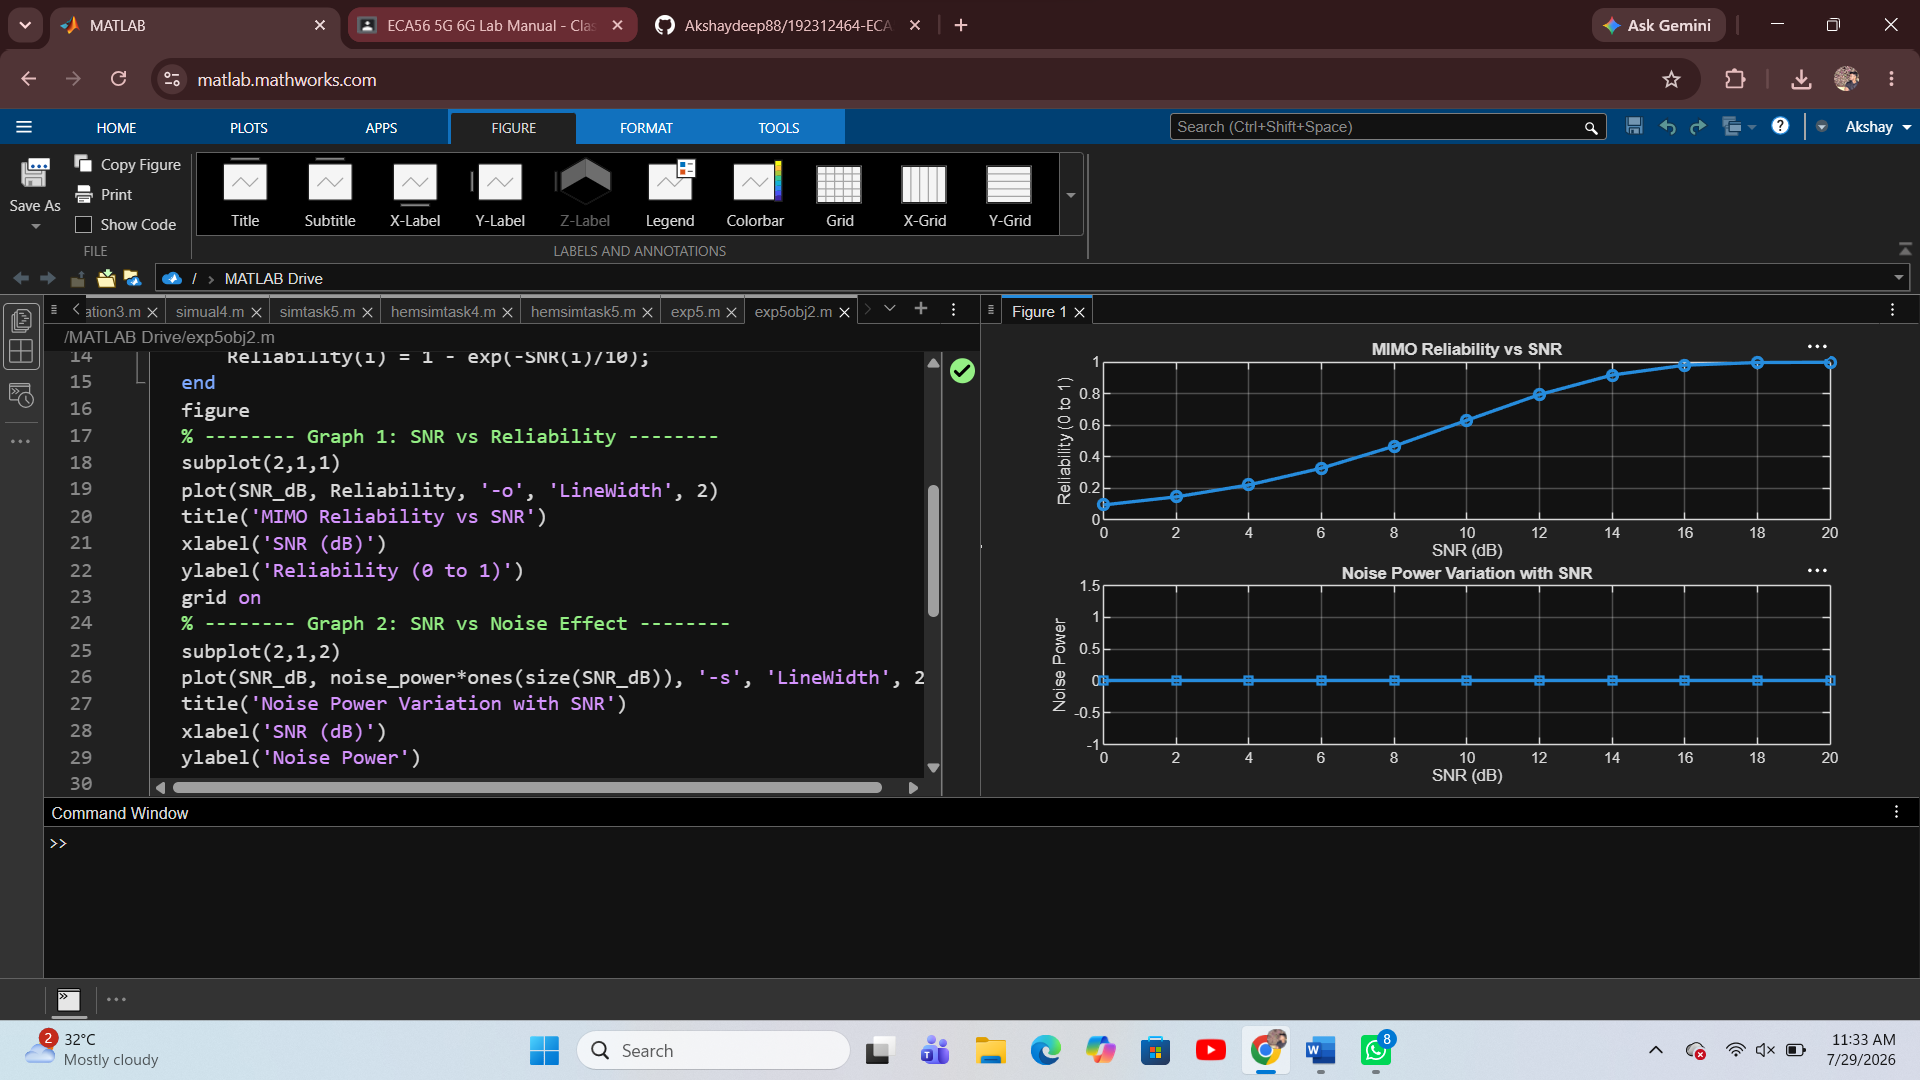 MATLAB
ECA56 5G 6G Lab Manual - Clas
Akshaydeep88/192312464-ECA
Ask Gemini
matlab.mathworks.com
HOME
PLOTS
APPS
FIGURE
FORMAT
TOOLS
Search (Ctrl+Shift+Space)
Akshay
Save As
Copy Figure
Print
Show Code
FILE
Title
Subtitle
X-Label
Y-Label
Z-Label
Legend
Colorbar
Grid
X-Grid
Y-Grid
LABELS AND ANNOTATIONS
/ › MATLAB Drive
ation3.m
simual4.m
simtask5.m
hemsimtask4.m
hemsimtask5.m
exp5.m
exp5obj2.m
/MATLAB Drive/exp5obj2.m
14 Reliability(i) = 1 - exp(-SNR(i)/10);
15 end
16 figure
17 % -------- Graph 1: SNR vs Reliability --------
18 subplot(2,1,1)
19 plot(SNR_dB, Reliability, '-o', 'LineWidth', 2)
20 title('MIMO Reliability vs SNR')
21 xlabel('SNR (dB)')
22 ylabel('Reliability (0 to 1)')
23 grid on
24 % -------- Graph 2: SNR vs Noise Effect --------
25 subplot(2,1,2)
26 plot(SNR_dB, noise_power*ones(size(SNR_dB)), '-s', 'LineWidth', 2
27 title('Noise Power Variation with SNR')
28 xlabel('SNR (dB)')
29 ylabel('Noise Power')
30
Figure 1
MIMO Reliability vs SNR
Reliability (0 to 1)
1
0.8
0.6
0.4
0.2
0
0 2 4 6 8 10 12 14 16 18 20
SNR (dB)
Noise Power Variation with SNR
Noise Power
1.5
1
0.5
0
-0.5
-1
0 2 4 6 8 10 12 14 16 18 20
SNR (dB)
Command Window
>>
2
32°C
Mostly cloudy
Search
8
11:33 AM
7/29/2026